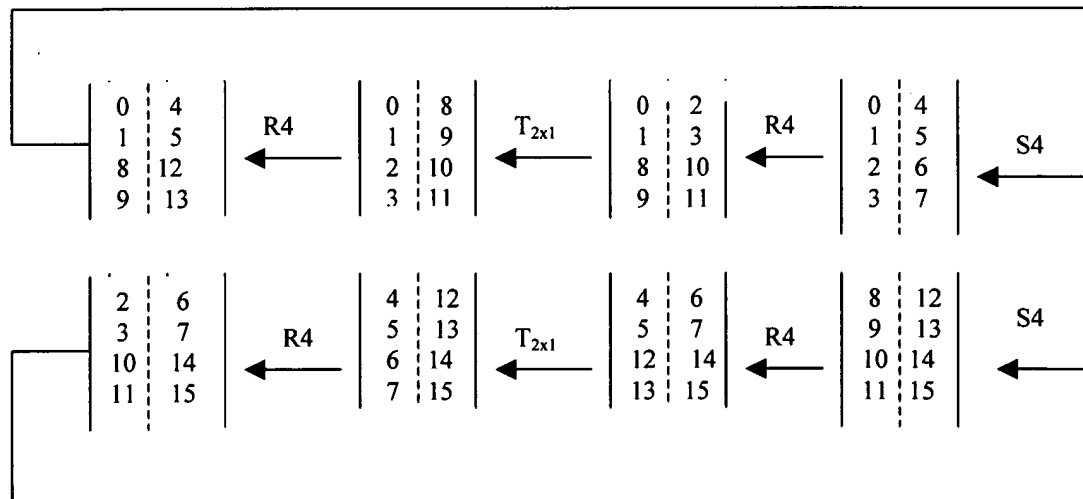 0 4 R4 0 8 T2x1 0 2 R4 0 4 S4
1 5 1 9 1 3 1 5
8 12 2 10 8 10 2 6
9 13 3 11 9 11 3 7
2 6 R4 4 12 T2x1 4 6 R4 8 12 S4
3 7 5 13 5 7 9 13
10 14 6 14 12 14 10 14
11 15 7 15 13 15 11 15